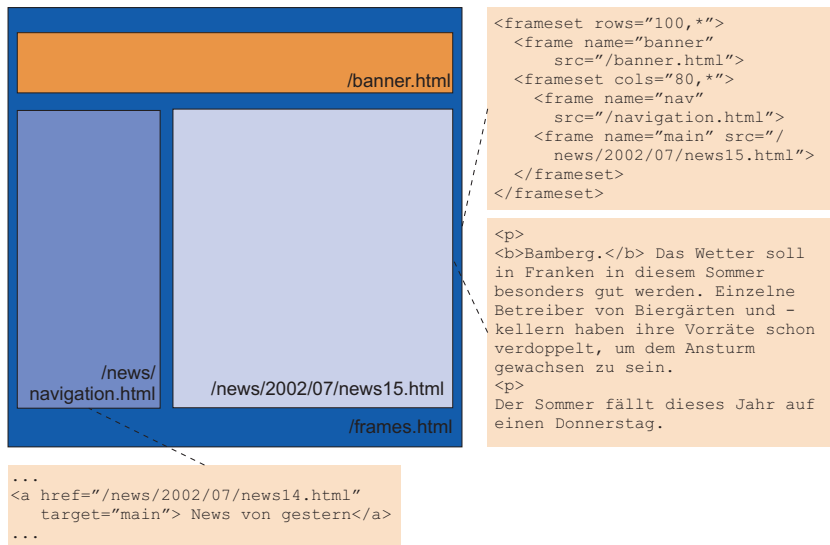 /banner.html
/news/
navigation.html
/news/2002/07/news15.html
/frames.html
<frameset rows=”100,*”>
<frame name=”banner”
src=”/banner.html”>
<frameset cols=”80,*”>
<frame name=”nav”
src=”/navigation.html”>
<frame name=”main” src=”/
news/2002/07/news15.html”>
</frameset>
</frameset>
<p>
<b>Bamberg.</b> Das Wetter soll
in Franken in diesem Sommer
besonders gut werden. Einzelne
Betreiber von Biergärten und -
kellern haben ihre Vorräte schon
verdoppelt, um dem Ansturm
gewachsen zu sein.
<p>
Der Sommer fällt dieses Jahr auf
einen Donnerstag.
...
<a href=”/news/2002/07/news14.html”
target=”main”> News von gestern</a>
...